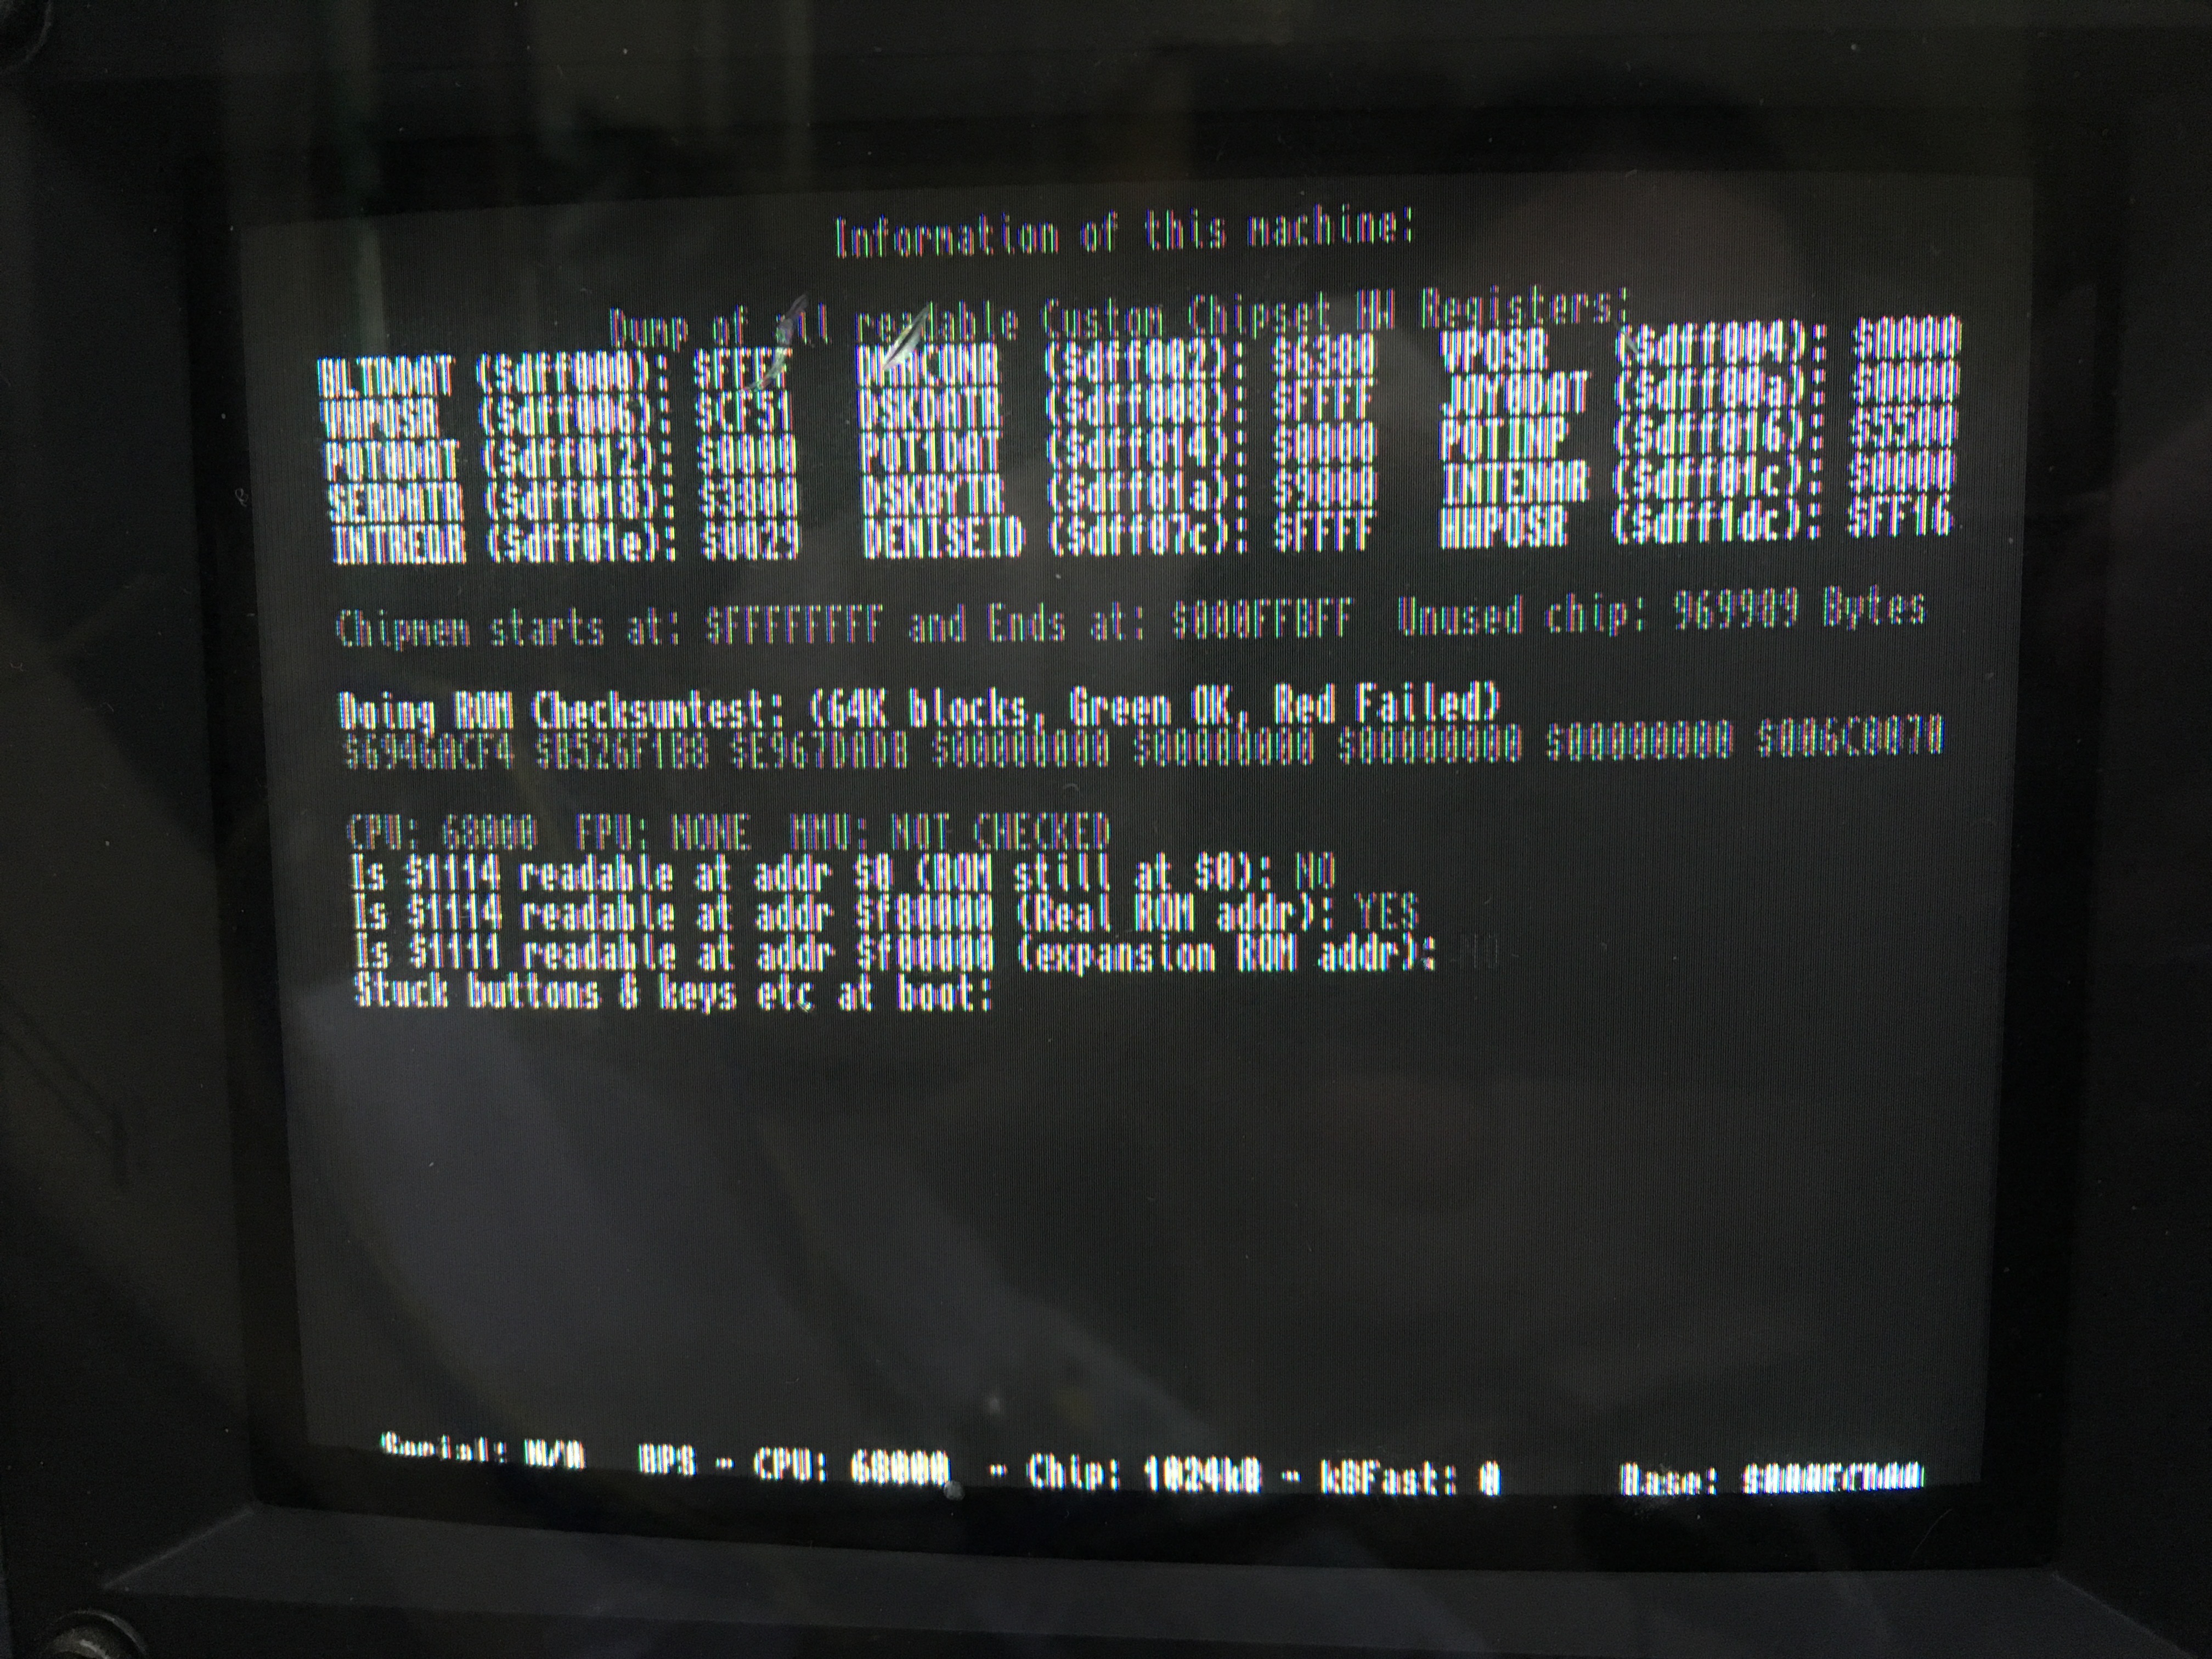 Information of this machine:
Dump of all readable Custom Chipset HW Registers:
BLTDDAT ($dff000): $FFFF DMACONR ($dff002): $6380 VPOSR ($dff004): $0000
VHPOSR ($dff006): $CF51 DSKDATR ($dff008): $FFFF JOY0DAT ($dff00a): $0000
POT0DAT ($dff012): $0000 POT1DAT ($dff014): $0000 POTINP ($dff016): $5500
SERDATR ($dff018): $3800 DSKBYTR ($dff01a): INTENAR ($dff01c): $0000
INTREQR ($dff01e): $0029 DENISEID ($dff07c): $FFFF HHPOSR ($dff1dc): $FF16
Chipmem starts at: $FFFFFFFF and Ends at: $000FFBFF Unused chip: 969909 Bytes
Doing ROM Checksumtest: (64K blocks, Green OK, Red Failed)
$6946ACF4 $E967DADB $00000000 $00000000 $00000000 $00000000
CPU: 68000 FPU: NONE MMU: NOT CHECKED
Is $1114 readable at addr $0 (ROM still at $0): NO
Is $1114 readable at addr $f80000 (Real ROM addr): YES
Is $1111 readable at addr $f00000 (expansion ROM addr): NO
Stuck buttons & keys etc at boot:
Serial: N/A BPS - CPU: 68000 - Chip: 1024kB - kBFast: 0 Base: